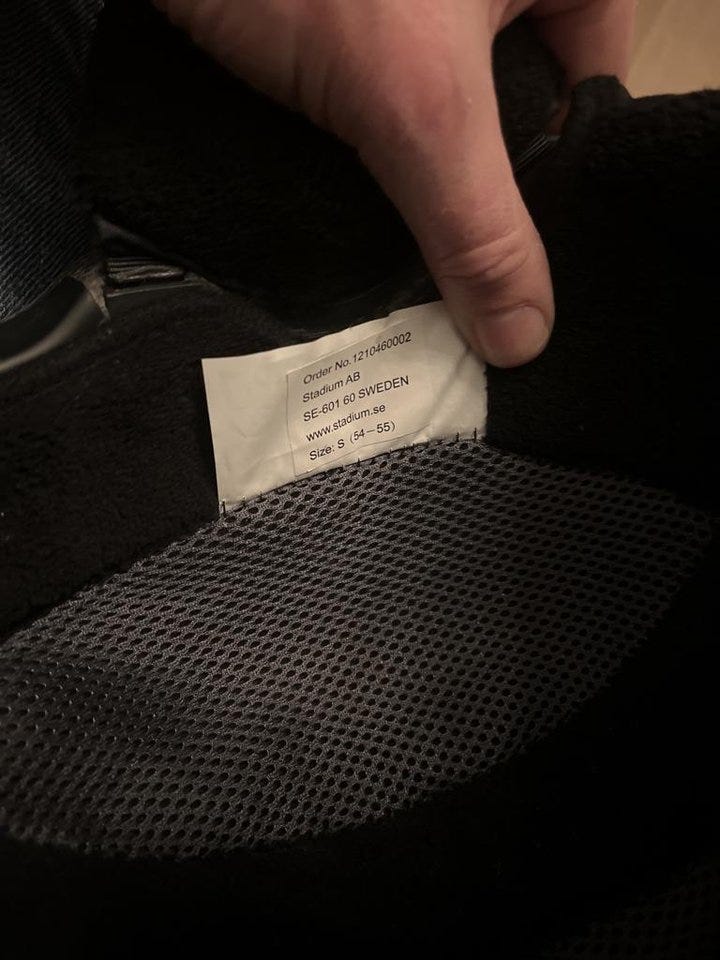 Order No.1210460002
Stadium AB
SE-601 60 SWEDEN
www.stadium.se
Size: S (54－55)